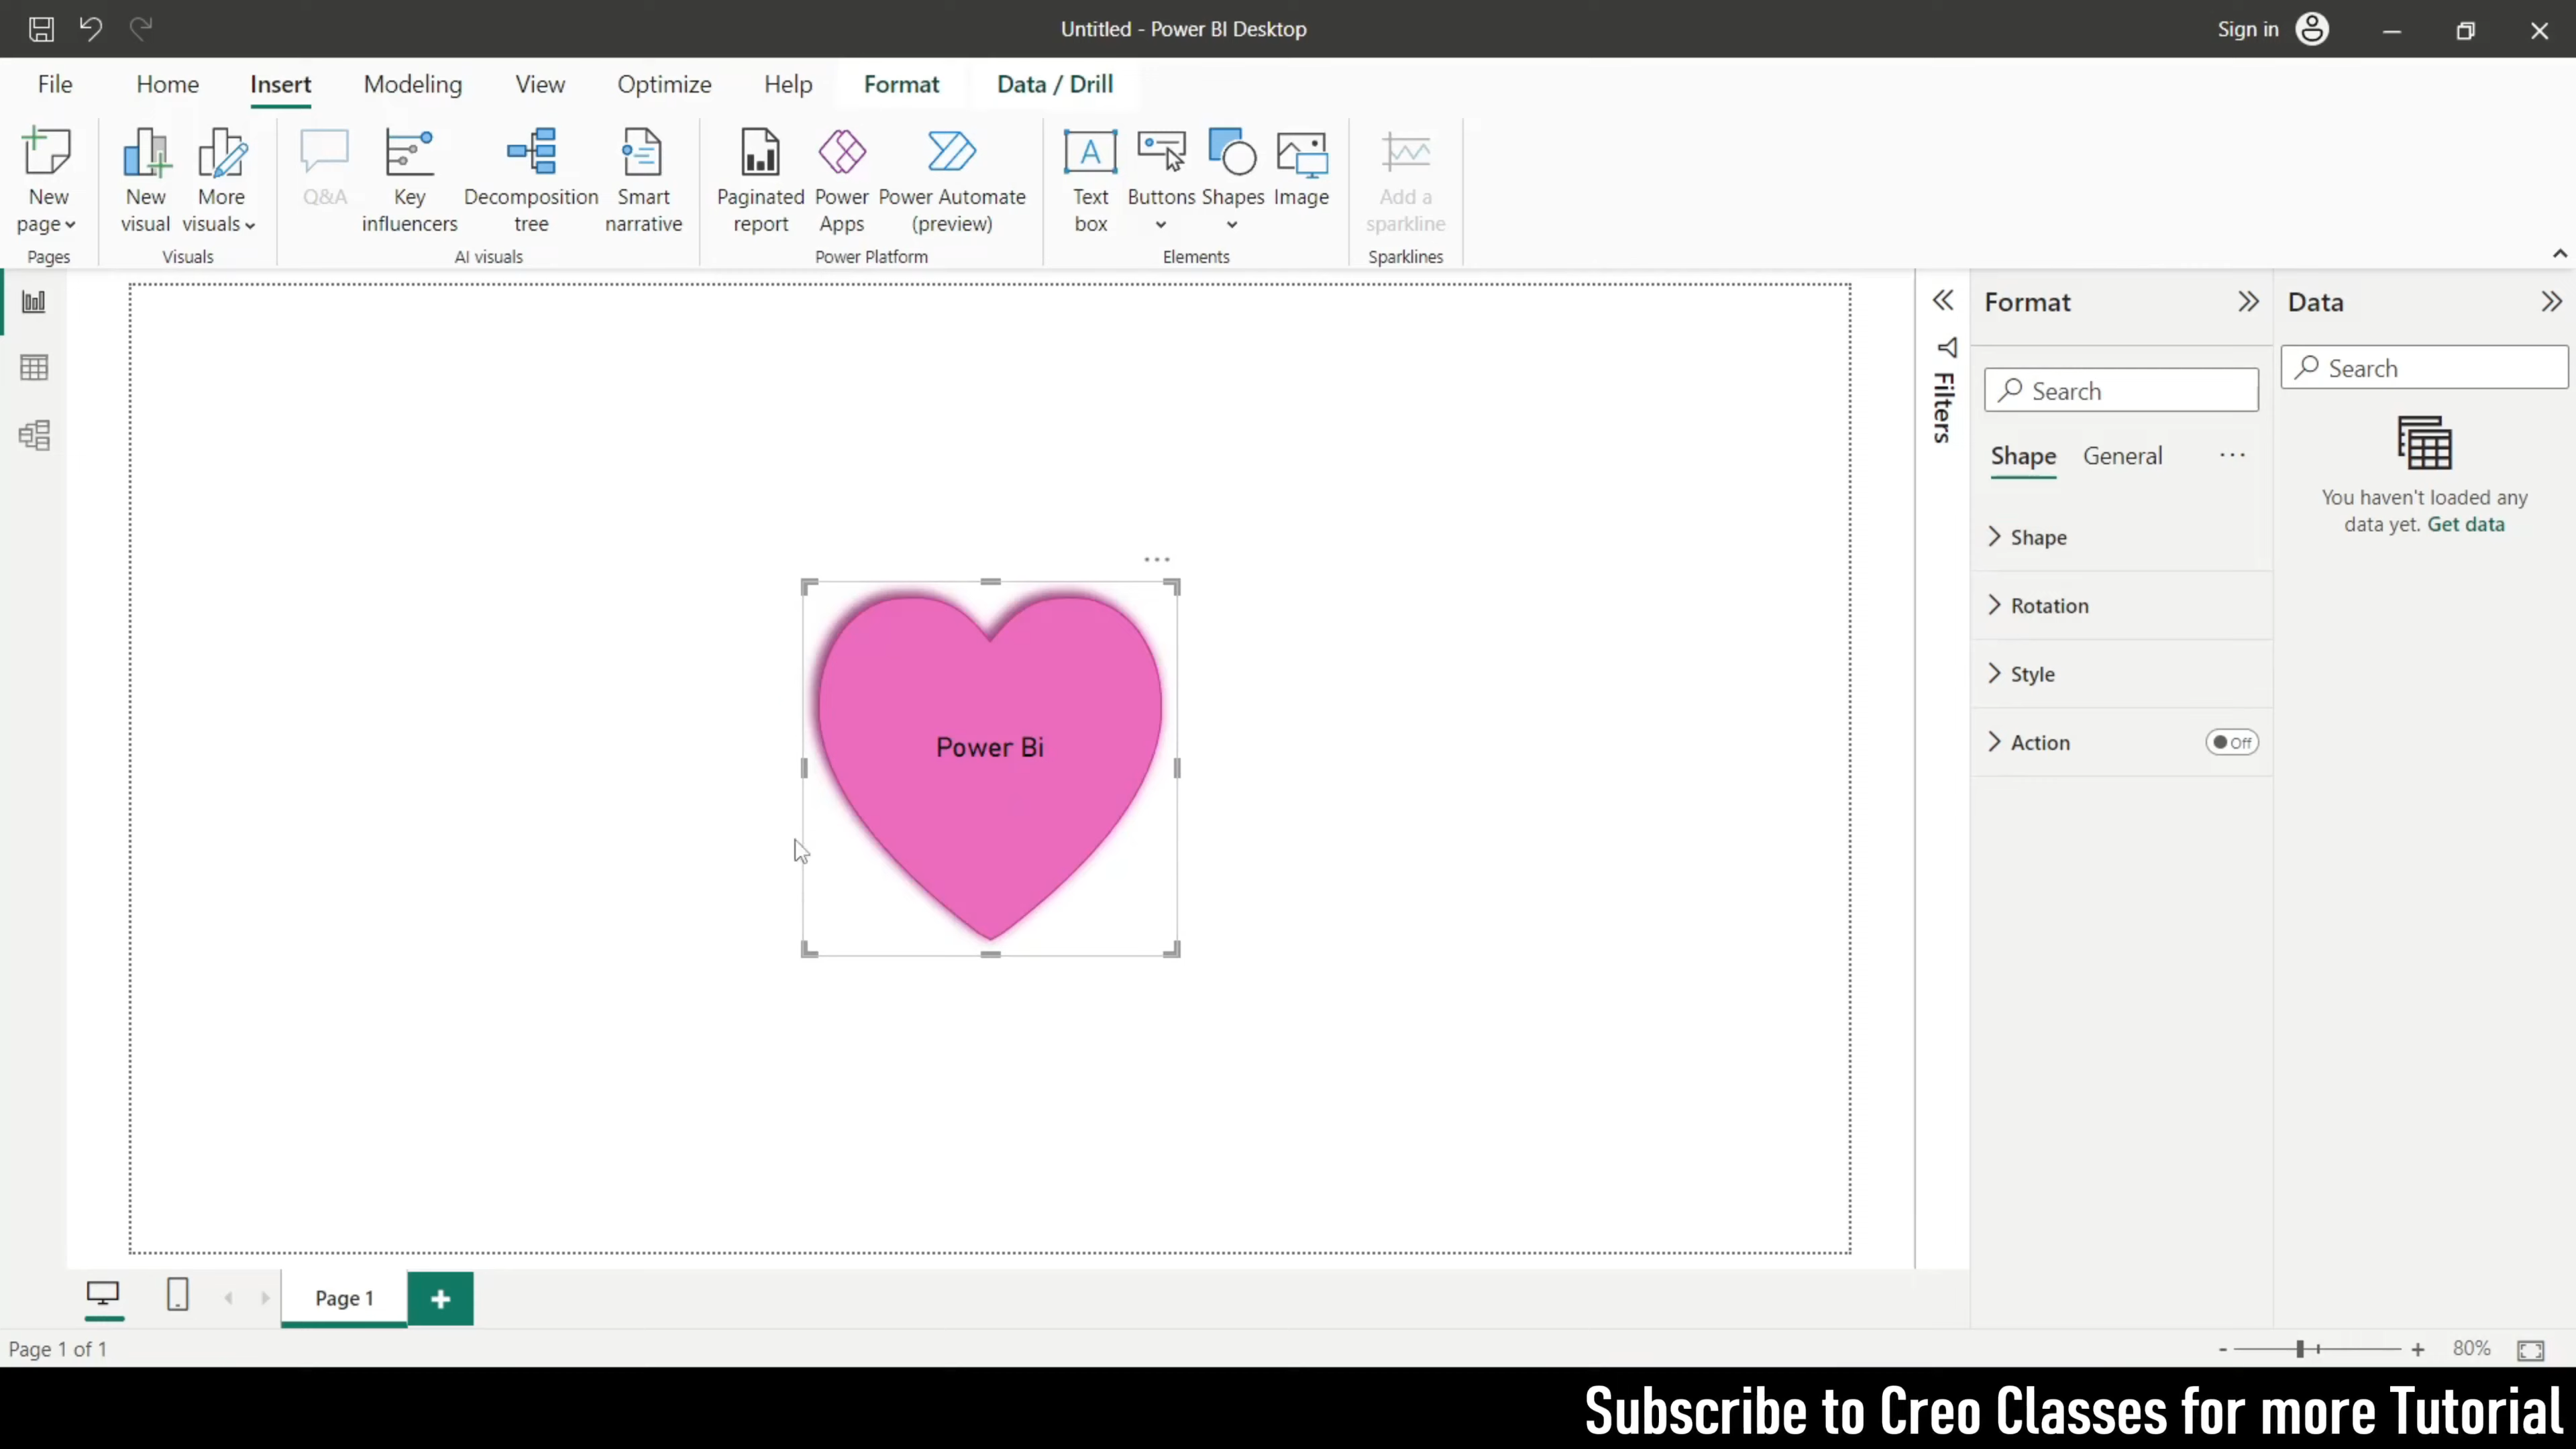 Untitled - Power BI Desktop
Sign in
File Home Insert Modeling View Optimize Help Format Data / Drill
New page
Pages
New visual
More visuals
Visuals
Q&A
Key influencers
Decomposition tree
Smart narrative
AI visuals
Paginated report
Power Apps
Power Automate (preview)
Power Platform
Text box
Buttons
Shapes
Image
Elements
Add a sparkline
Sparklines
Filters
Format
Search
Shape General
Shape
Rotation
Style
Action Off
Data
Search
You haven't loaded any
data yet. Get data
Power Bi
Page 1
Page 1 of 1
80%
Subscribe to Creo Classes for more Tutorial